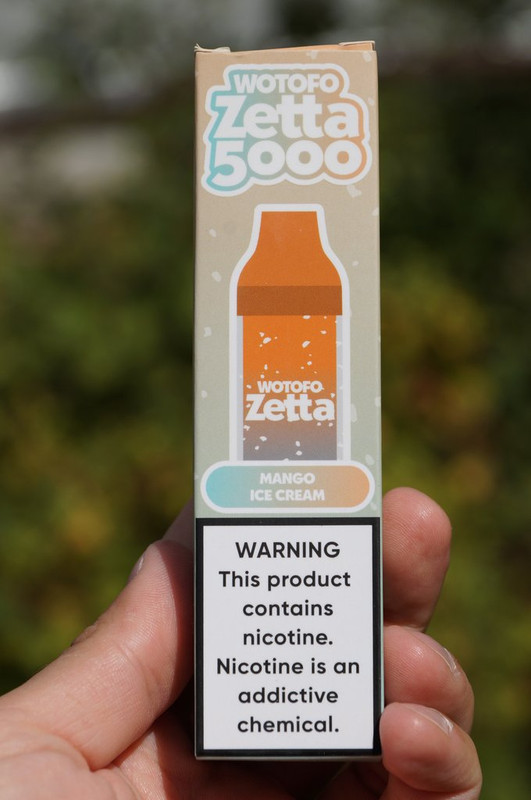 WOTOFO
Zetta
5000
WOTOFO
Zetta
MANGO
ICE CREAM
WARNING
This product
contains
nicotine.
Nicotine is an
addictive
chemical.